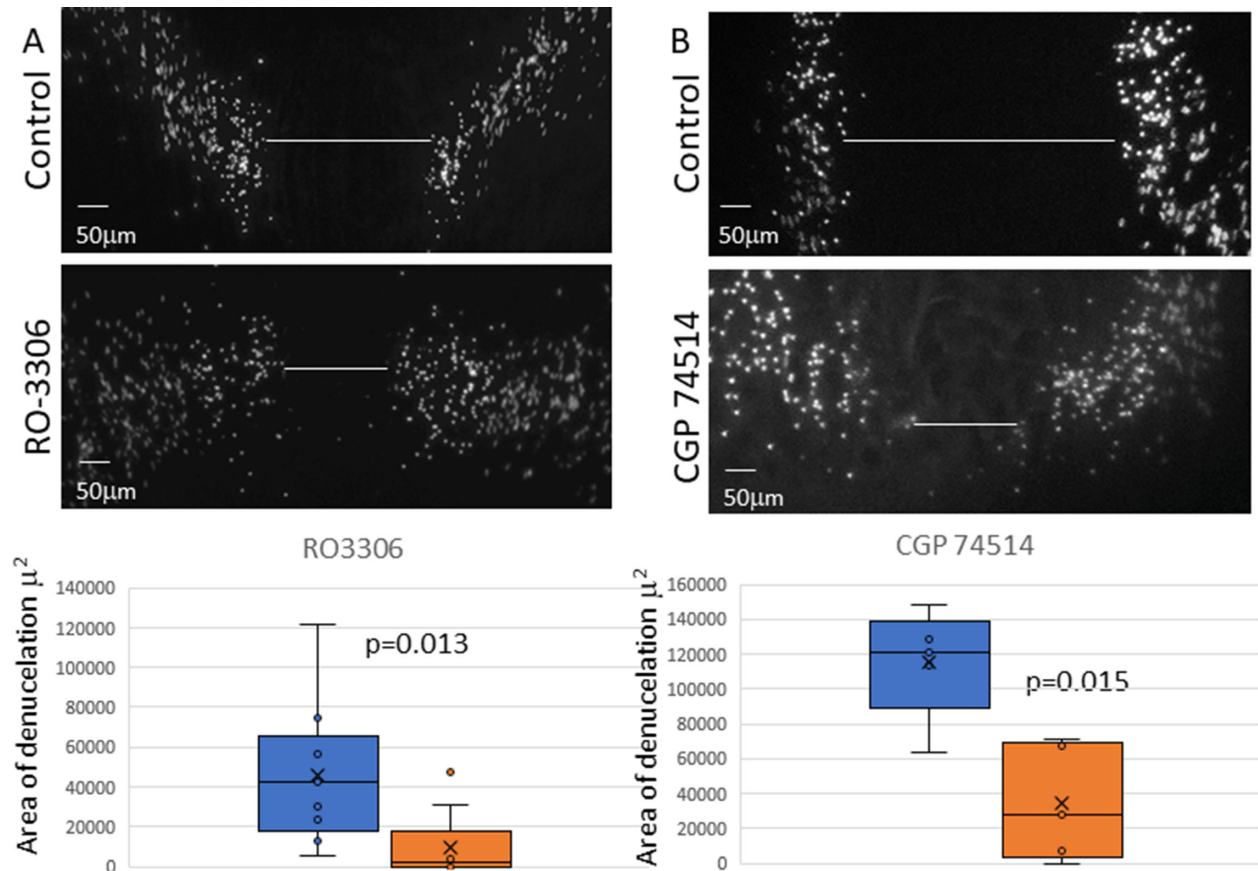 A
Control
50μm
RO-3306
50μm
B
Control
50μm
CGP 74514
50μm
RO3306
Area of denucelation μ²
140000
120000
100000
80000
60000
40000
20000
0
p=0.013
CGP 74514
Area of denucelation μ²
160000
140000
120000
100000
80000
60000
40000
20000
0
p=0.015